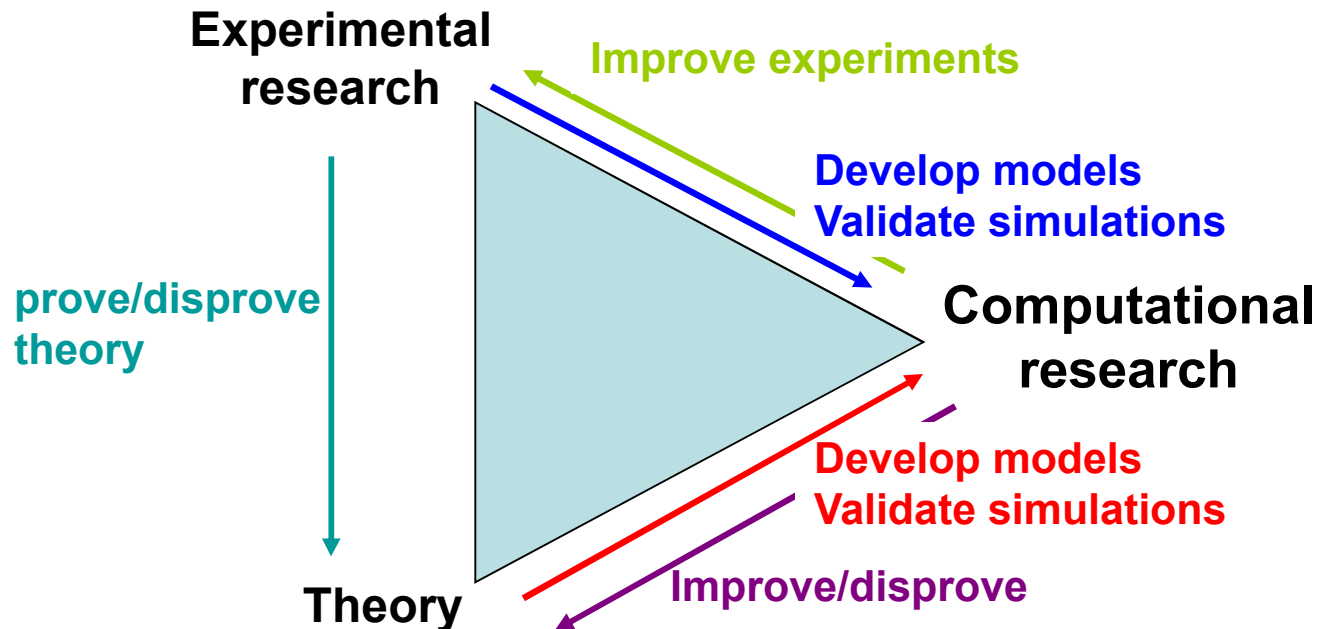 Experimental
research
Improve experiments
Develop models
Validate simulations
prove/disprove
theory
Computational
research
Develop models
Validate simulations
Improve/disprove
Theory